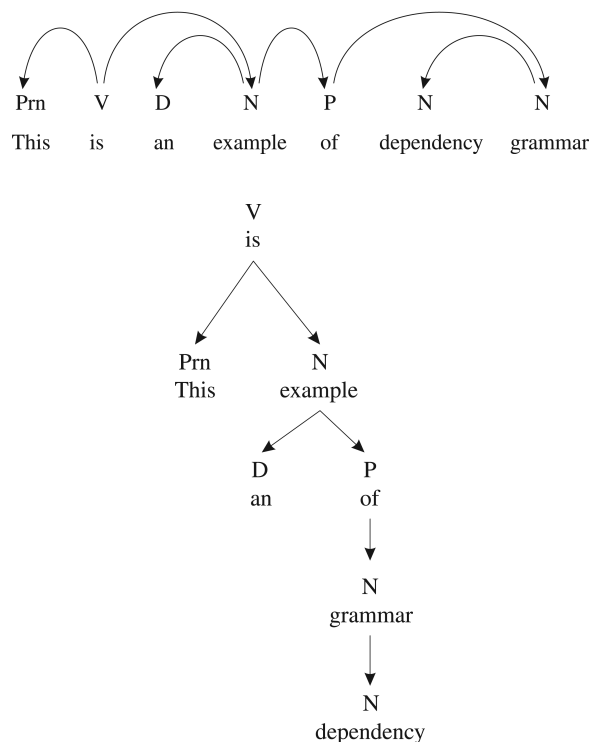 Prn V D N P N N
This is an example of dependency grammar
V
is
Prn N
This example
D P
an of
N
grammar
N
dependency